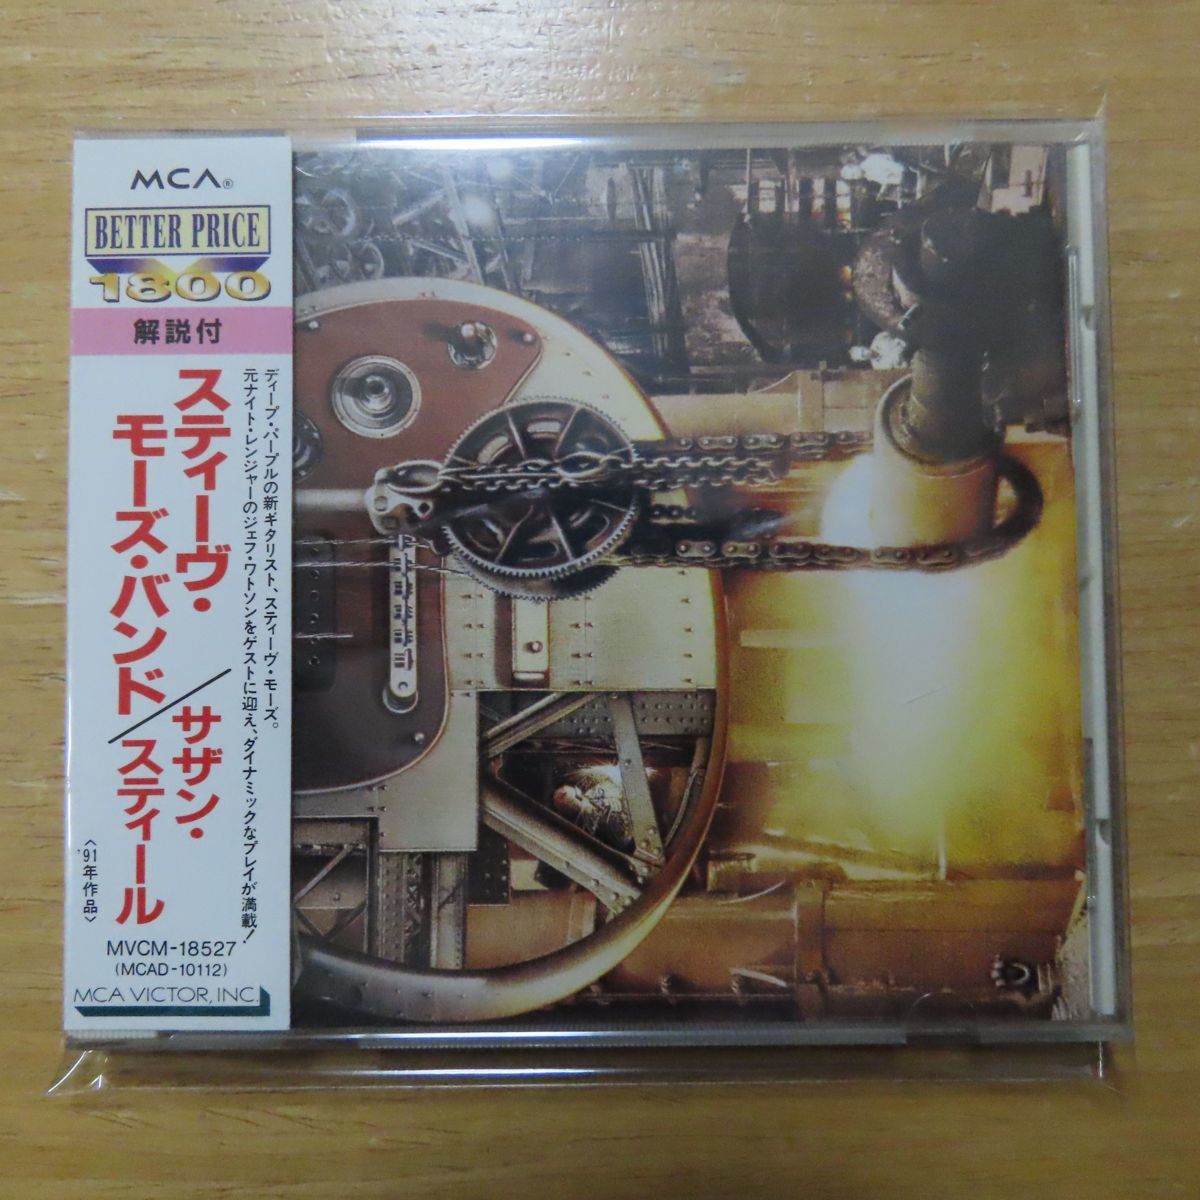 MCA®
BETTER PRICE
1800
解説付
ディープ・パープルの新ギタリスト、スティーヴ・モーズ。
元ナイト・レンジャーのジェフ・ワトソンをゲストに迎え、ダイナミックなプレイが満載!
スティーヴ・
モーズ・バンド
サザン・
スティール
〈'91年作品〉
MVCM-18527
(MCAD-10112)
MCA VICTOR, INC.